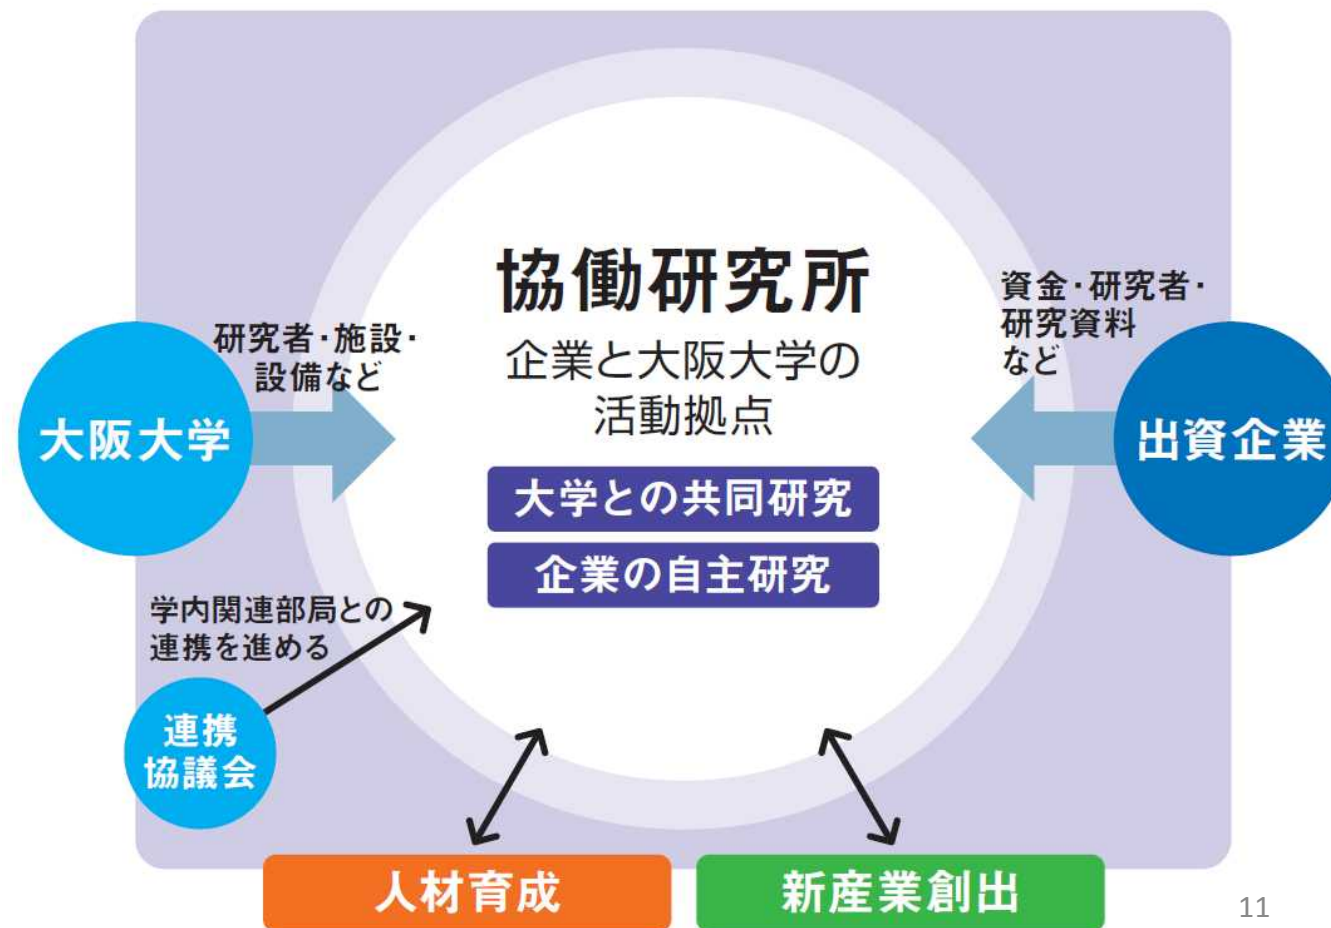 協働研究所
企業と大阪大学の
活動拠点
大学との共同研究
企業の自主研究
研究者・施設・
設備など
大阪大学
資金・研究者・
研究資料
など
出資企業
学内関連部局との
連携を進める
連携
協議会
人材育成
新産業創出
11